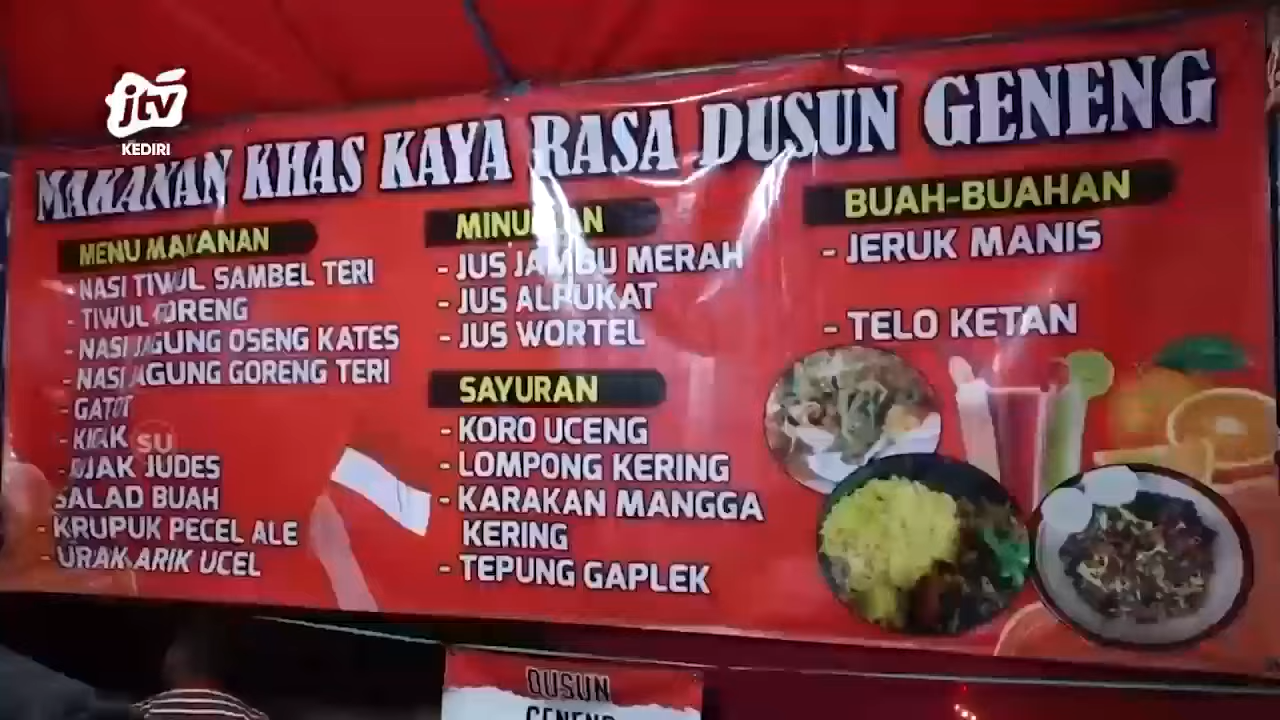 jtv
KEDIRI
MAKANAN KHAS KAYA RASA DUSUN GENENG
MENU MAKANAN
- NASI TIWUL SAMBEL TERI
- TIWUL GORENG
- NASI JAGUNG OSENG KATES
- NASI JAGUNG GORENG TERI
- GATOT
SU
JUDES
SALAD BUAH
- KRUPUK PECEL ALE
- URAK ARIK UCEL
MINUMAN
- JUS JAMBU MERAH
- JUS ALPUKAT
- JUS WORTEL
SAYURAN
- KORO UCENG
- LOMPONG KERING
- KARAKAN MANGGA
KERING
- TEPUNG GAPLEK
BUAH-BUAHAN
- JERUK MANIS
- TELO KETAN
DUSUN
GENENG